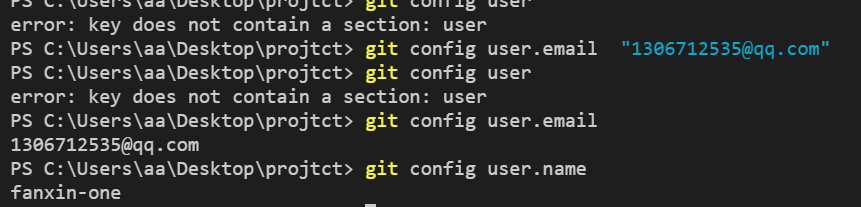 PS C:\Users\aa\Desktop\projtct> git config user
error: key does not contain a section: user
PS C:\Users\aa\Desktop\projtct> git config user.email  "1306712535@qq.com"
PS C:\Users\aa\Desktop\projtct> git config user
error: key does not contain a section: user
PS C:\Users\aa\Desktop\projtct> git config user.email
1306712535@qq.com
PS C:\Users\aa\Desktop\projtct> git config user.name
fanxin-one